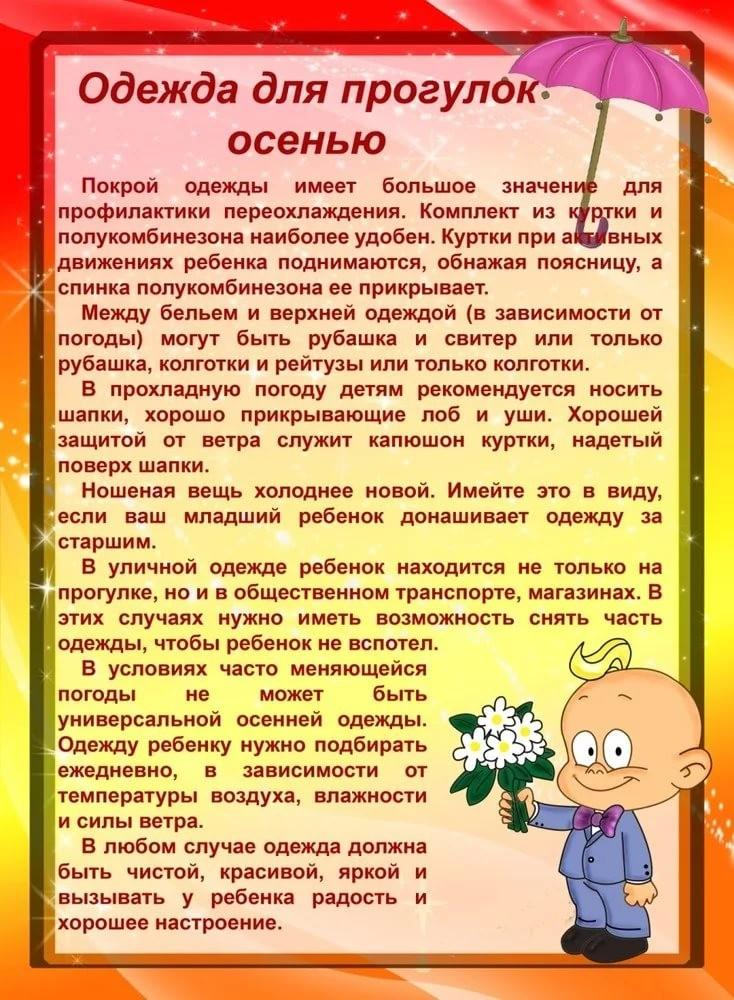 Одежда для прогулок
осенью
Покрой одежды имеет большое значение для
профилактики переохлаждения. Комплект из куртки и
полукомбинезона наиболее удобен. Куртки при активных
движениях ребенка поднимаются, обнажая поясницу, а
спинка полукомбинезона ее прикрывает.
Между бельем и верхней одеждой (в зависимости от
погоды) могут быть рубашка и свитер или только
рубашка, колготки и рейтузы или только колготки.
В прохладную погоду детям рекомендуется носить
шапки, хорошо прикрывающие лоб и уши. Хорошей
защитой от ветра служит капюшон куртки, надетый
поверх шапки.
Ношеная вещь холоднее новой. Имейте это в виду,
если ваш младший ребенок донашивает одежду за
старшим.
В уличной одежде ребенок находится не только на
прогулке, но и в общественном транспорте, магазинах. В
этих случаях нужно иметь возможность снять часть
одежды, чтобы ребенок не вспотел.
В условиях часто меняющейся
погоды не может быть
универсальной осенней одежды.
Одежду ребенку нужно подбирать
ежедневно, в зависимости от
температуры воздуха, влажности
и силы ветра.
В любом случае одежда должна
быть чистой, красивой, яркой и
вызывать у ребенка радость и
хорошее настроение.